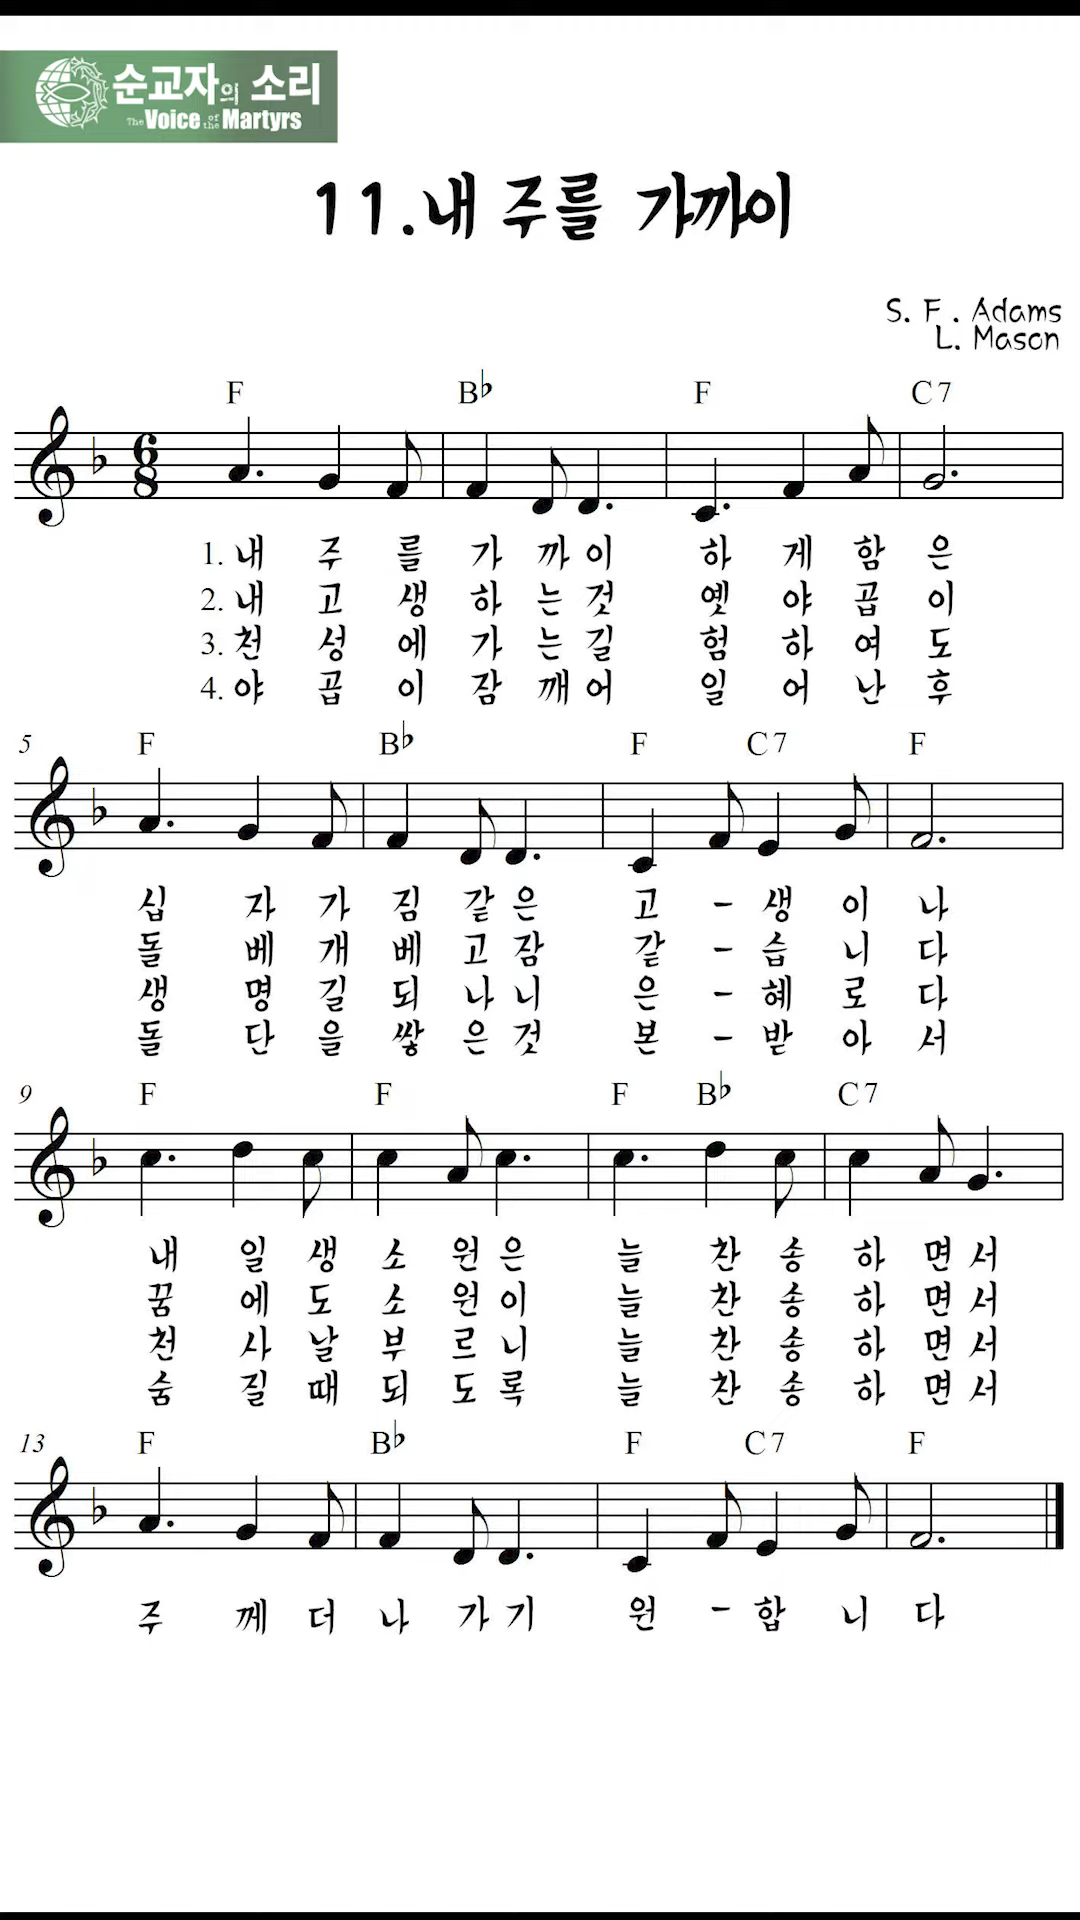 순교자의 소리
The Voice of the Martyrs
11.내 주를 가까이
S. F. Adams
L. Mason
F B♭ F C7
1. 내 주 를 가 까 이 하 게 함 은
2. 내 고 생 하 는 것 옛 야 곱 이
3. 천 성 에 가 는 길 험 하 여 도
4. 야 곱 이 잠 깨 어 일 어 난 후
5 F B♭ F C7 F
십 자 가 짐 같 은 고 - 생 이 나
돌 베 개 베 고 잠 같 - 습 니 다
생 명 길 되 나 니 은 - 혜 로 다
돌 단 을 쌓 은 것 본 - 받 아 서
9 F F F B♭ C7
내 일 생 소 원 은 늘 찬 송 하 면 서
꿈 에 도 소 원 이 늘 찬 송 하 면 서
천 사 날 부 르 니 늘 찬 송 하 면 서
숨 질 때 되 도 록 늘 찬 송 하 면 서
13 F B♭ F C7 F
주 께 더 나 가 기 원 - 합 니 다